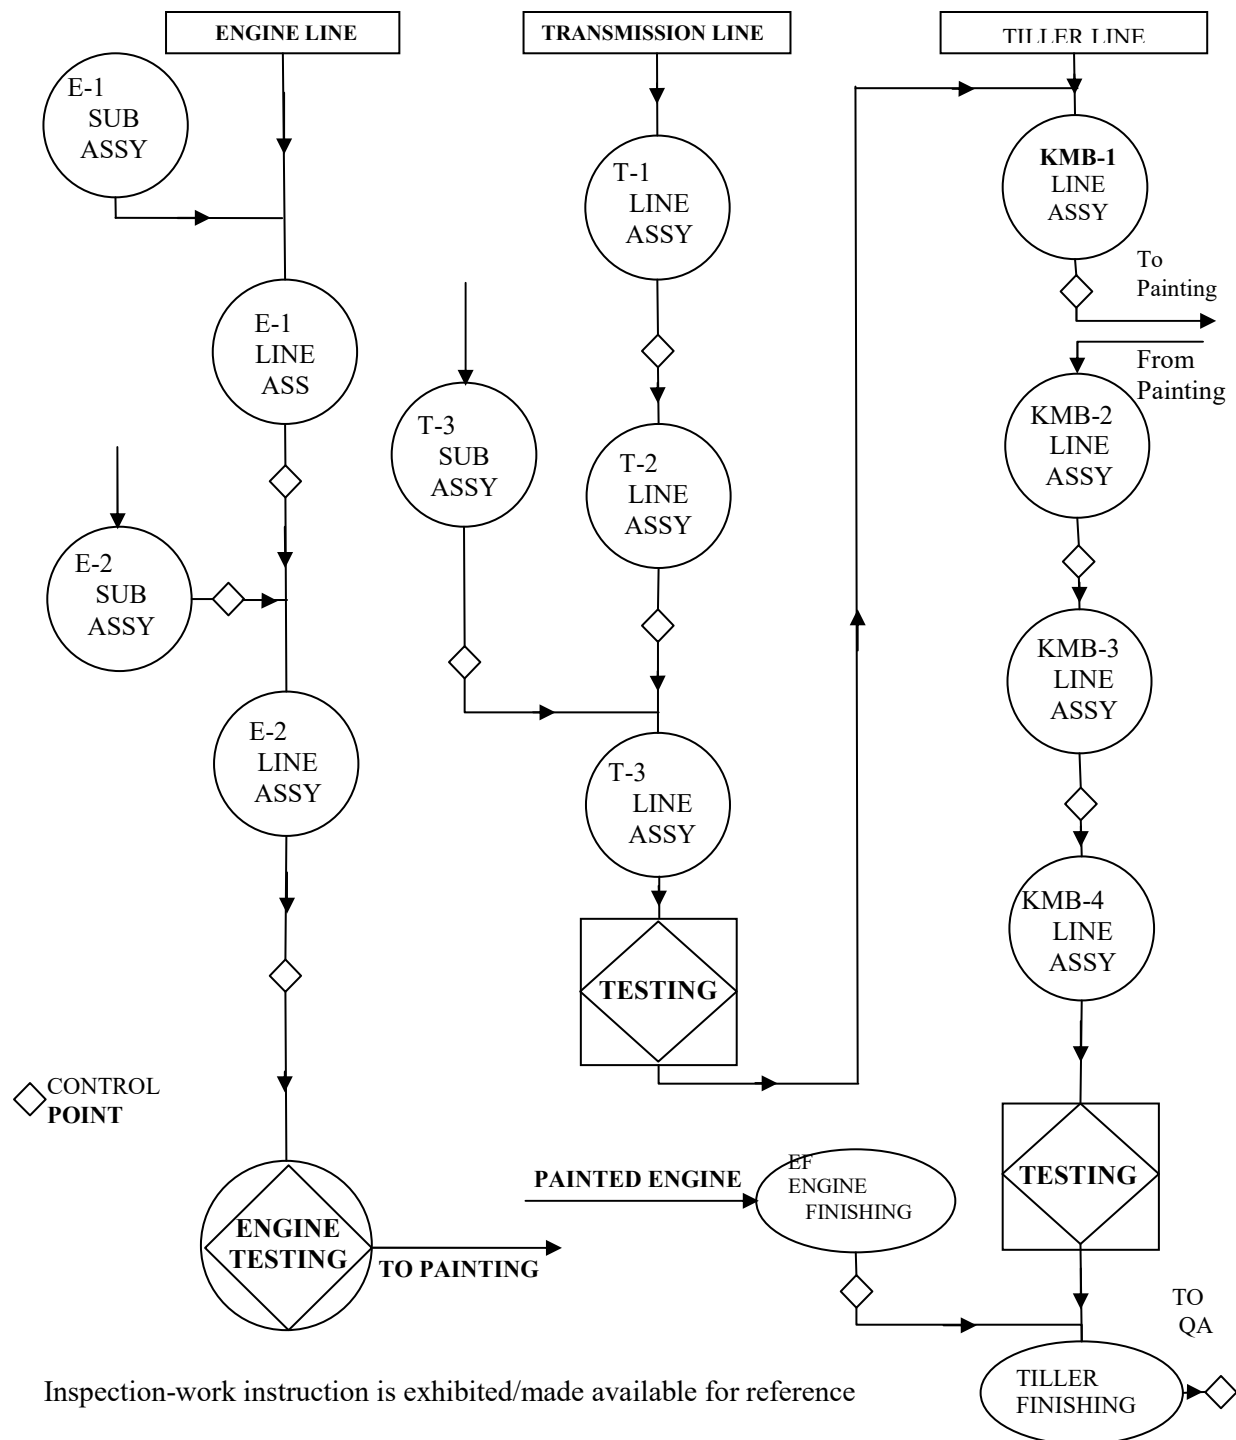 ENGINE LINE
E-1
SUB
ASSY
E-1
LINE
ASS
E-2
SUB
ASSY
E-2
LINE
ASSY
CONTROL
POINT
ENGINE
TESTING
TO PAINTING
TRANSMISSION LINE
T-1
LINE
ASSY
T-3
SUB
ASSY
T-2
LINE
ASSY
T-3
LINE
ASSY
TESTING
PAINTED ENGINE
EF
ENGINE
FINISHING
TILLER LINE
KMB-1
LINE
ASSY
To
Painting
From
Painting
KMB-2
LINE
ASSY
KMB-3
LINE
ASSY
KMB-4
LINE
ASSY
TESTING
TO
QA
TILLER
FINISHING
Inspection-work instruction is exhibited/made available for reference